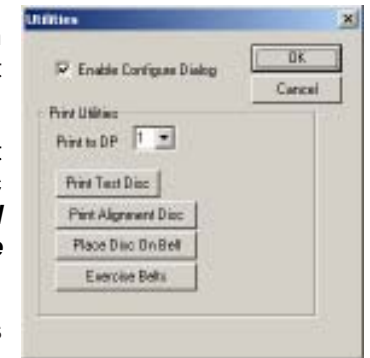 Utilities
Enable Configure Dialog
OK
Cancel
Print Utilities
Print to DP 1
Print Test Disc
Print Alignment Disc
Place Disc On Belt
Exercise Belts